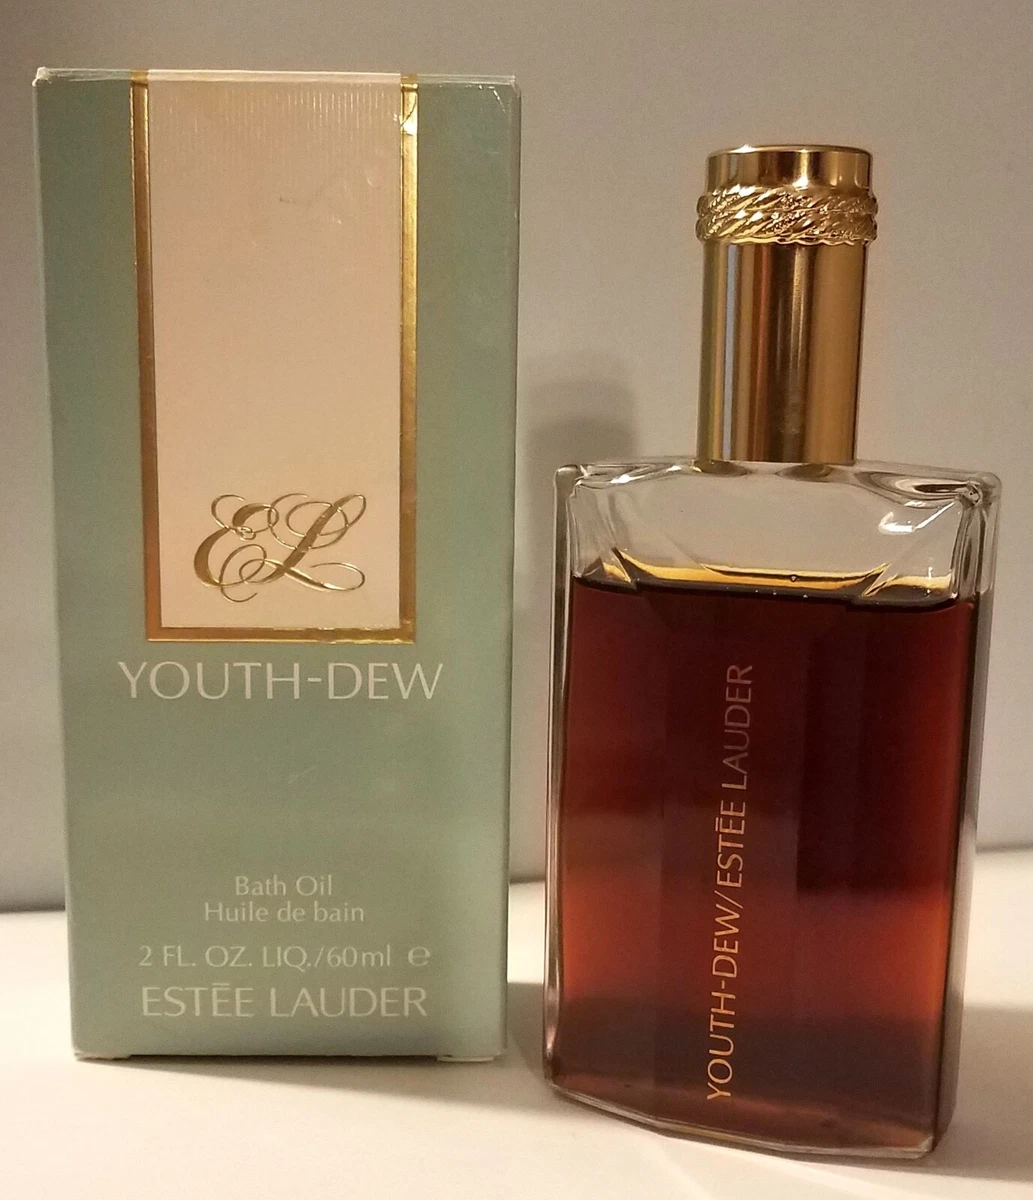 EL
YOUTH-DEW
Bath Oil
Huile de bain
2 FL. OZ. LIQ./60ml ℮
ESTĒE LAUDER
YOUTH-DEW/ESTĒE LAUDER